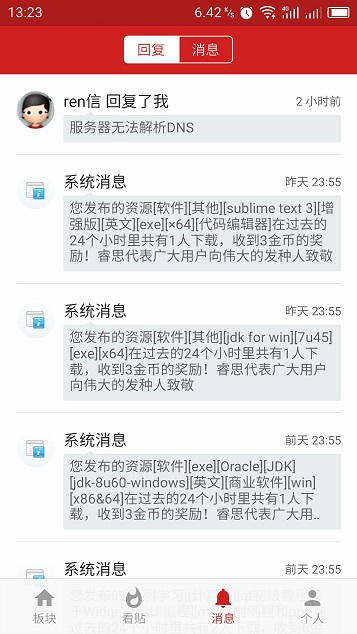 13:23 6.42 K/s 4G
回复 消息
ren信 回复了我 2 小时前
服务器无法解析DNS
系统消息 昨天 23:55
您发布的资源[软件][其他][sublime text 3][增
强版][英文][exe][×64][代码编辑器]在过去的
24个小时里共有1人下载，收到3金币的奖
励！睿思代表广大用户向伟大的发种人致敬
系统消息 昨天 23:55
您发布的资源[软件][其他][jdk for win][7u45]
[exe][x64]在过去的24个小时里共有1人下
载，收到3金币的奖励！睿思代表广大用户
向伟大的发种人致敬
系统消息 前天 23:55
您发布的资源[软件][exe][Oracle][JDK]
[jdk-8u60-windows][英文][商业软件][win]
[x86&64]在过去的24个小时里共有1人下
载，收到3金币的奖励！睿思代表广大用..
系统消息 前天 23:55
板块 看贴 消息 个人